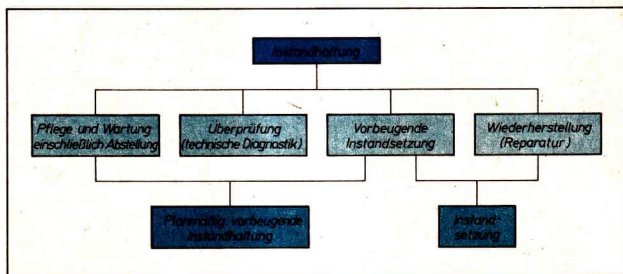 Instandhaltung
Pflege und Wartung
einschließlich Abstellung
Überprüfung
(technische Diagnostik)
Vorbeugende
Instandsetzung
Wiederherstellung
(Reparatur)
Planmäßig vorbeugende
Instandhaltung
Instand-
setzung